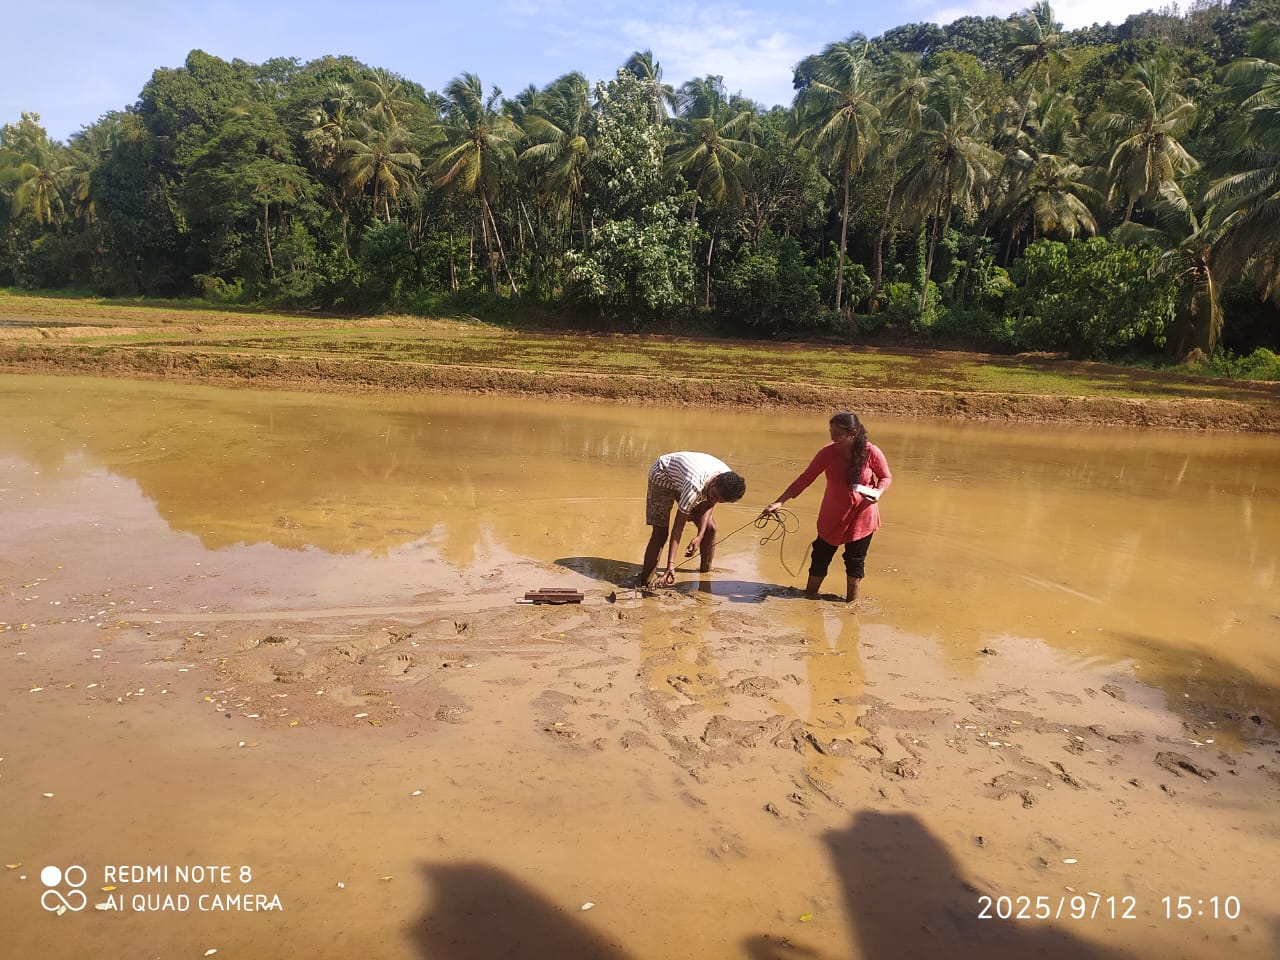 REDMI NOTE 8
AI QUAD CAMERA
2025/9/12 15:10